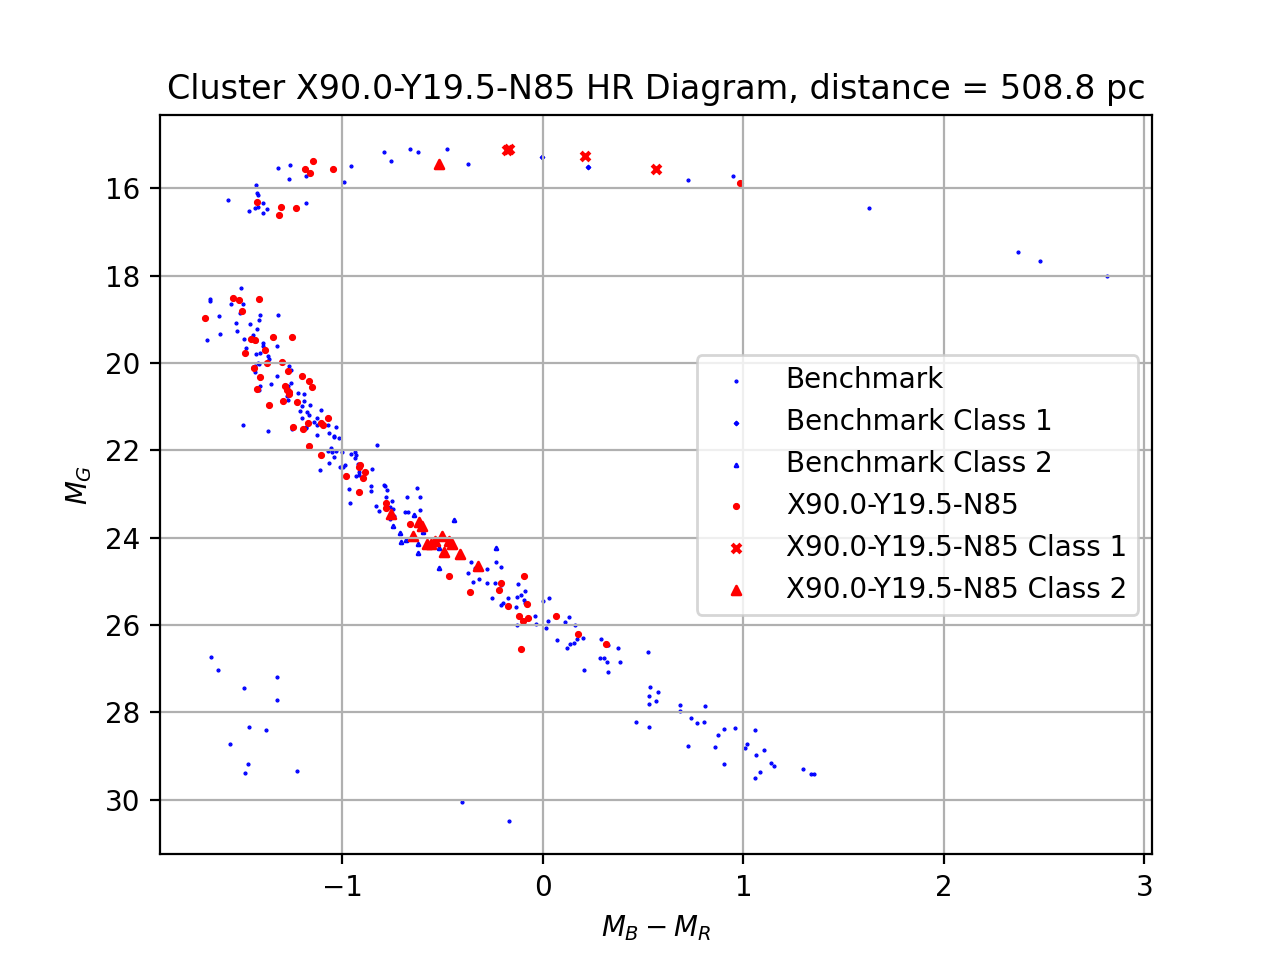 Cluster X90.0-Y19.5-N85 HR Diagram, distance = 508.8 pc
16
18
20
22
24
26
28
30
M_G
Benchmark
Benchmark Class 1
Benchmark Class 2
X90.0-Y19.5-N85
X90.0-Y19.5-N85 Class 1
X90.0-Y19.5-N85 Class 2
−1 0 1 2 3
M_B − M_R